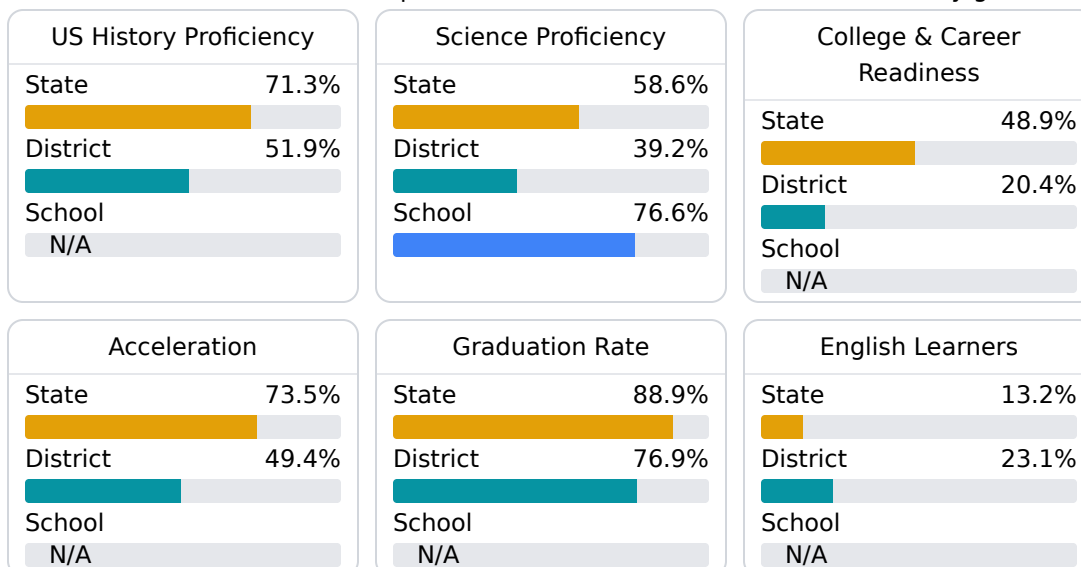 US History Proficiency
State 71.3%
District 51.9%
School
N/A
Science Proficiency
State 58.6%
District 39.2%
School 76.6%
College & Career
Readiness
State 48.9%
District 20.4%
School
N/A
Acceleration
State 73.5%
District 49.4%
School
N/A
Graduation Rate
State 88.9%
District 76.9%
School
N/A
English Learners
State 13.2%
District 23.1%
School
N/A